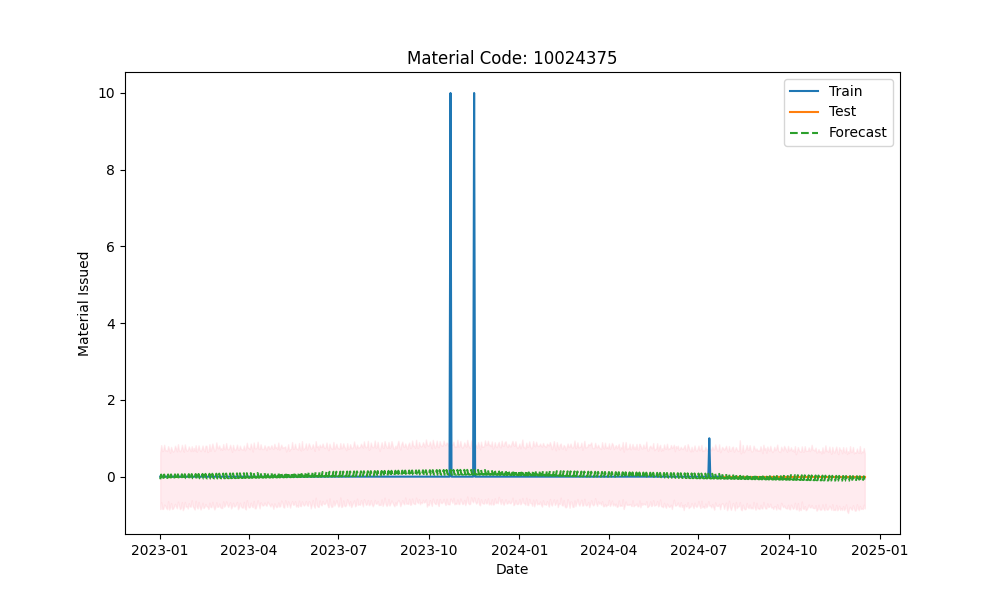 Material Code: 10024375
Train
Test
Forecast
10
8
6
4
2
0
Material Issued
2023-01
2023-04
2023-07
2023-10
2024-01
2024-04
2024-07
2024-10
2025-01
Date